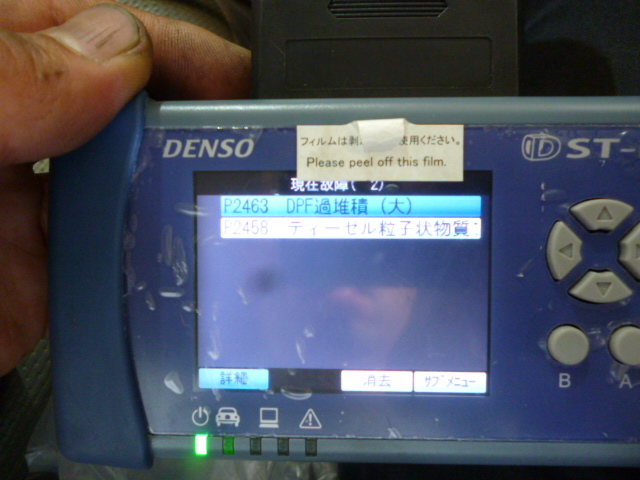 DENSO
フィルムは剥 使用ください。
Please peel off this film.
DST-
現在故障( 2)
P2463 DPF過堆積(大)
P2458 ディーゼル粒子状物質
詳細
消去
サブメニュー
B
A